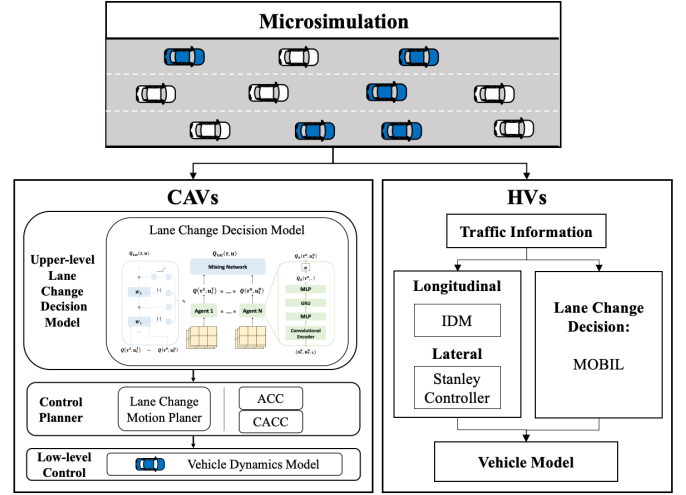 Microsimulation
CAVs
Upper-level
Lane
Change
Decision
Model
Lane Change Decision Model
Q_tot(τ, u)
Q_tot(τ, u)
Mixing Network
Agent 1
Agent N
MLP
GRU
MLP
Convolutional
Encoder
Control
Planner
Lane Change
Motion Planer
ACC
CACC
Low-level
Control
Vehicle Dynamics Model
HVs
Traffic Information
Longitudinal
IDM
Lateral
Stanley
Controller
Lane Change
Decision:
MOBIL
Vehicle Model